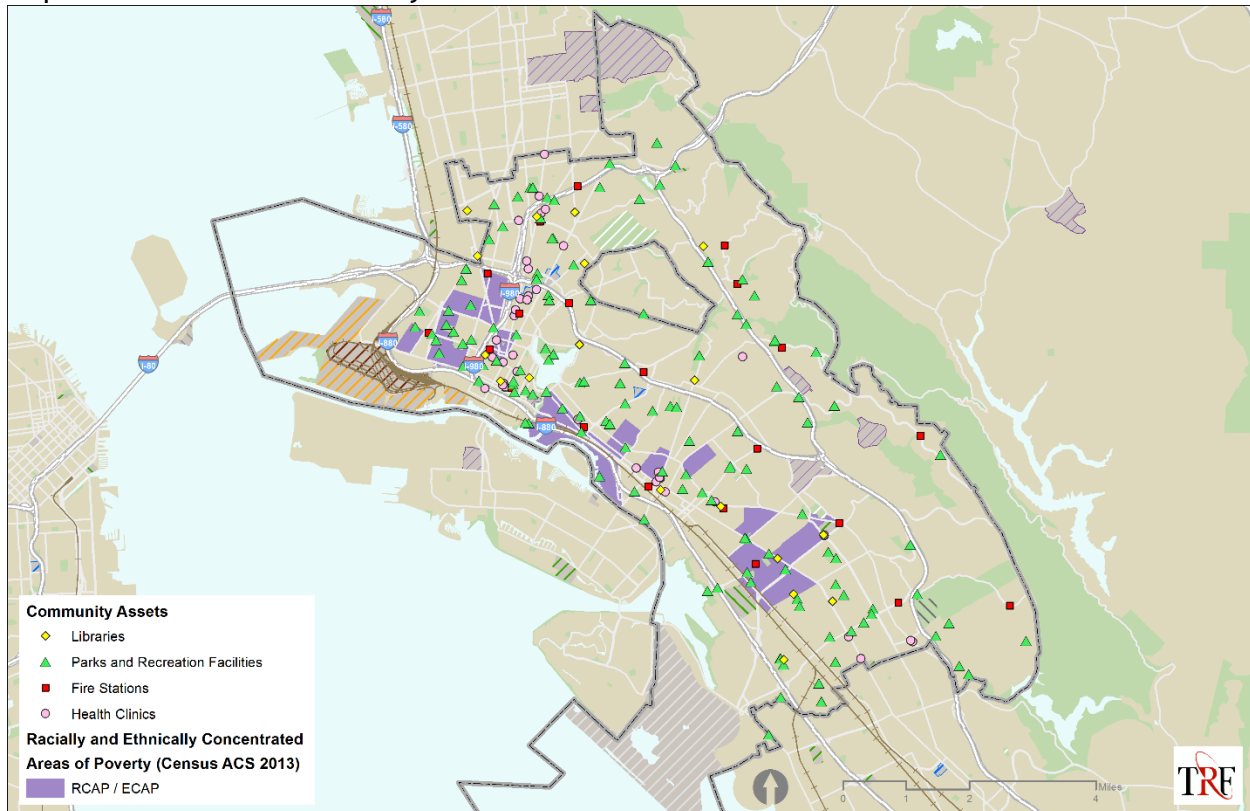 I-580
I-580
I-980
I-880
I-980
I-80
I-880
Community Assets
Libraries
Parks and Recreation Facilities
Fire Stations
Health Clinics
Racially and Ethnically Concentrated
Areas of Poverty (Census ACS 2013)
RCAP / ECAP
Miles
0 1 2 4
TRF